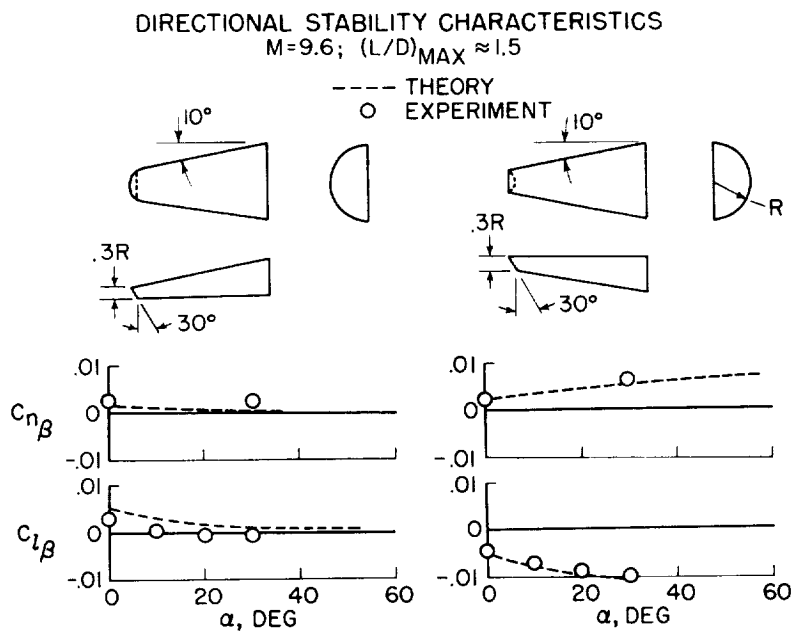 DIRECTIONAL STABILITY CHARACTERISTICS
M=9.6; (L/D)MAX ≈1.5
---- THEORY
O EXPERIMENT
10°
10°
R
.3R
.3R
30°
30°
.01
0
-.01
Cnβ
.01
0
-.01
.01
0
-.01
Clβ
.01
0
-.01
0 20 40 60
0 20 40 60
α, DEG
α, DEG